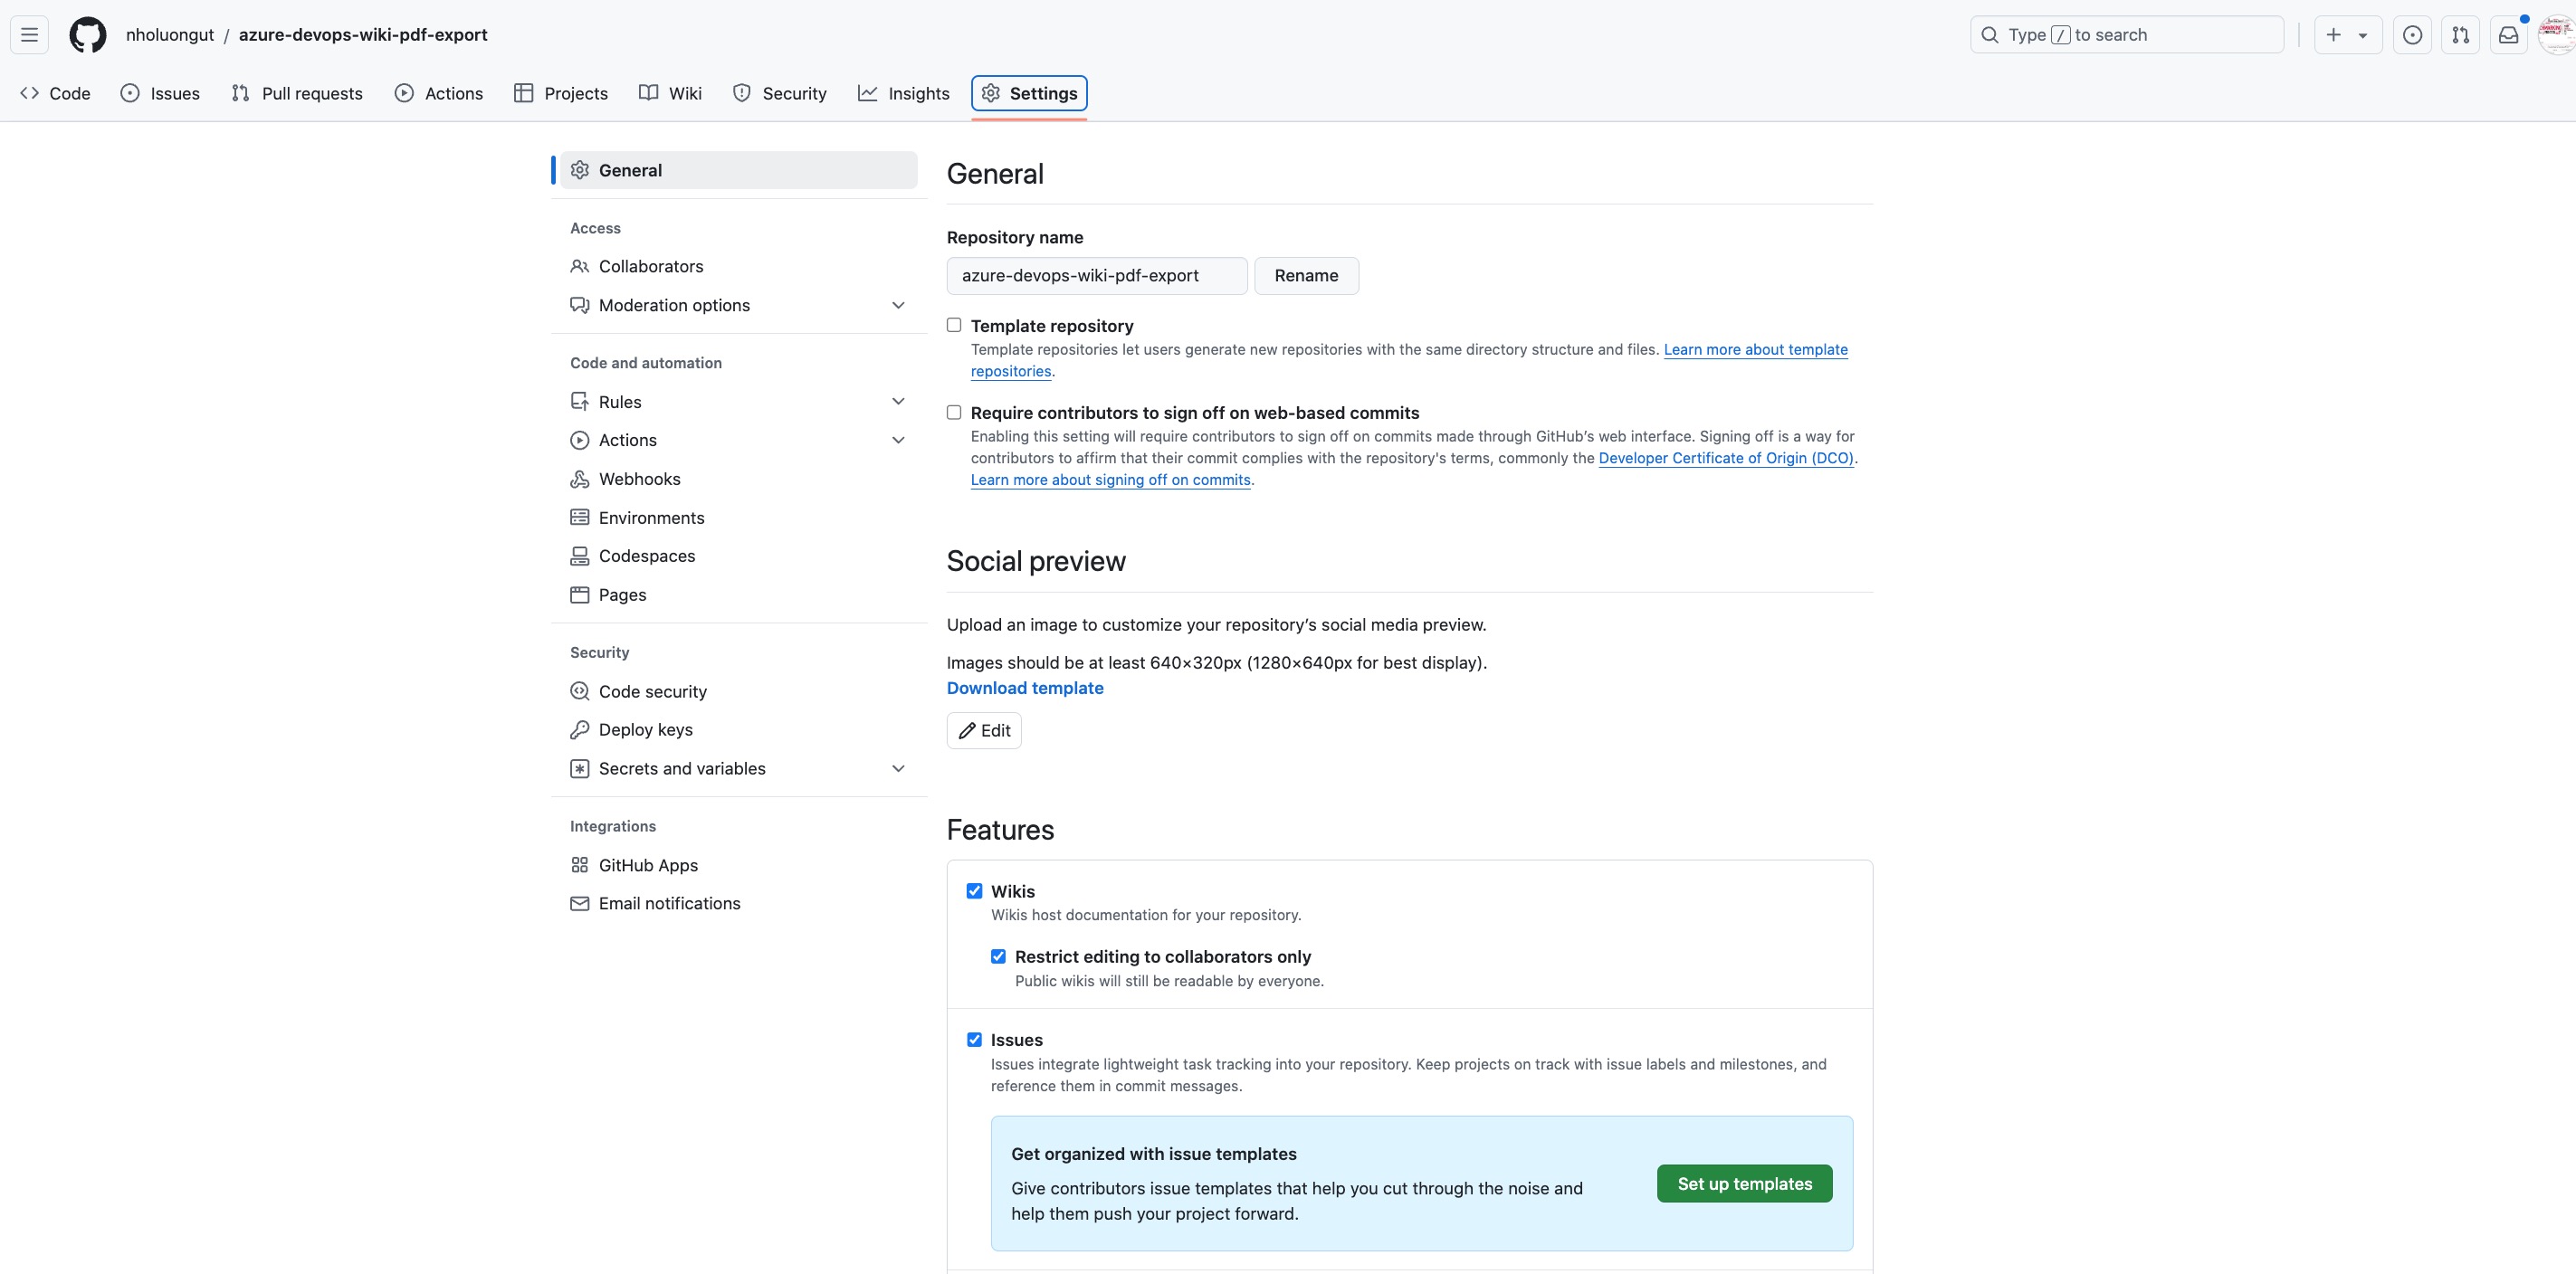 nholuongut / azure-devops-wiki-pdf-export
Type / to search
Code Issues Pull requests Actions Projects Wiki Security Insights Settings
General
Access
Collaborators
Moderation options
Code and automation
Rules
Actions
Webhooks
Environments
Codespaces
Pages
Security
Code security
Deploy keys
Secrets and variables
Integrations
GitHub Apps
Email notifications
General
Repository name
azure-devops-wiki-pdf-export Rename
Template repository
Template repositories let users generate new repositories with the same directory structure and files. Learn more about template
repositories.
Require contributors to sign off on web-based commits
Enabling this setting will require contributors to sign off on commits made through GitHub’s web interface. Signing off is a way for
contributors to affirm that their commit complies with the repository's terms, commonly the Developer Certificate of Origin (DCO).
Learn more about signing off on commits.
Social preview
Upload an image to customize your repository’s social media preview.
Images should be at least 640×320px (1280×640px for best display).
Download template
Edit
Features
Wikis
Wikis host documentation for your repository.
Restrict editing to collaborators only
Public wikis will still be readable by everyone.
Issues
Issues integrate lightweight task tracking into your repository. Keep projects on track with issue labels and milestones, and
reference them in commit messages.
Get organized with issue templates
Give contributors issue templates that help you cut through the noise and
help them push your project forward.
Set up templates